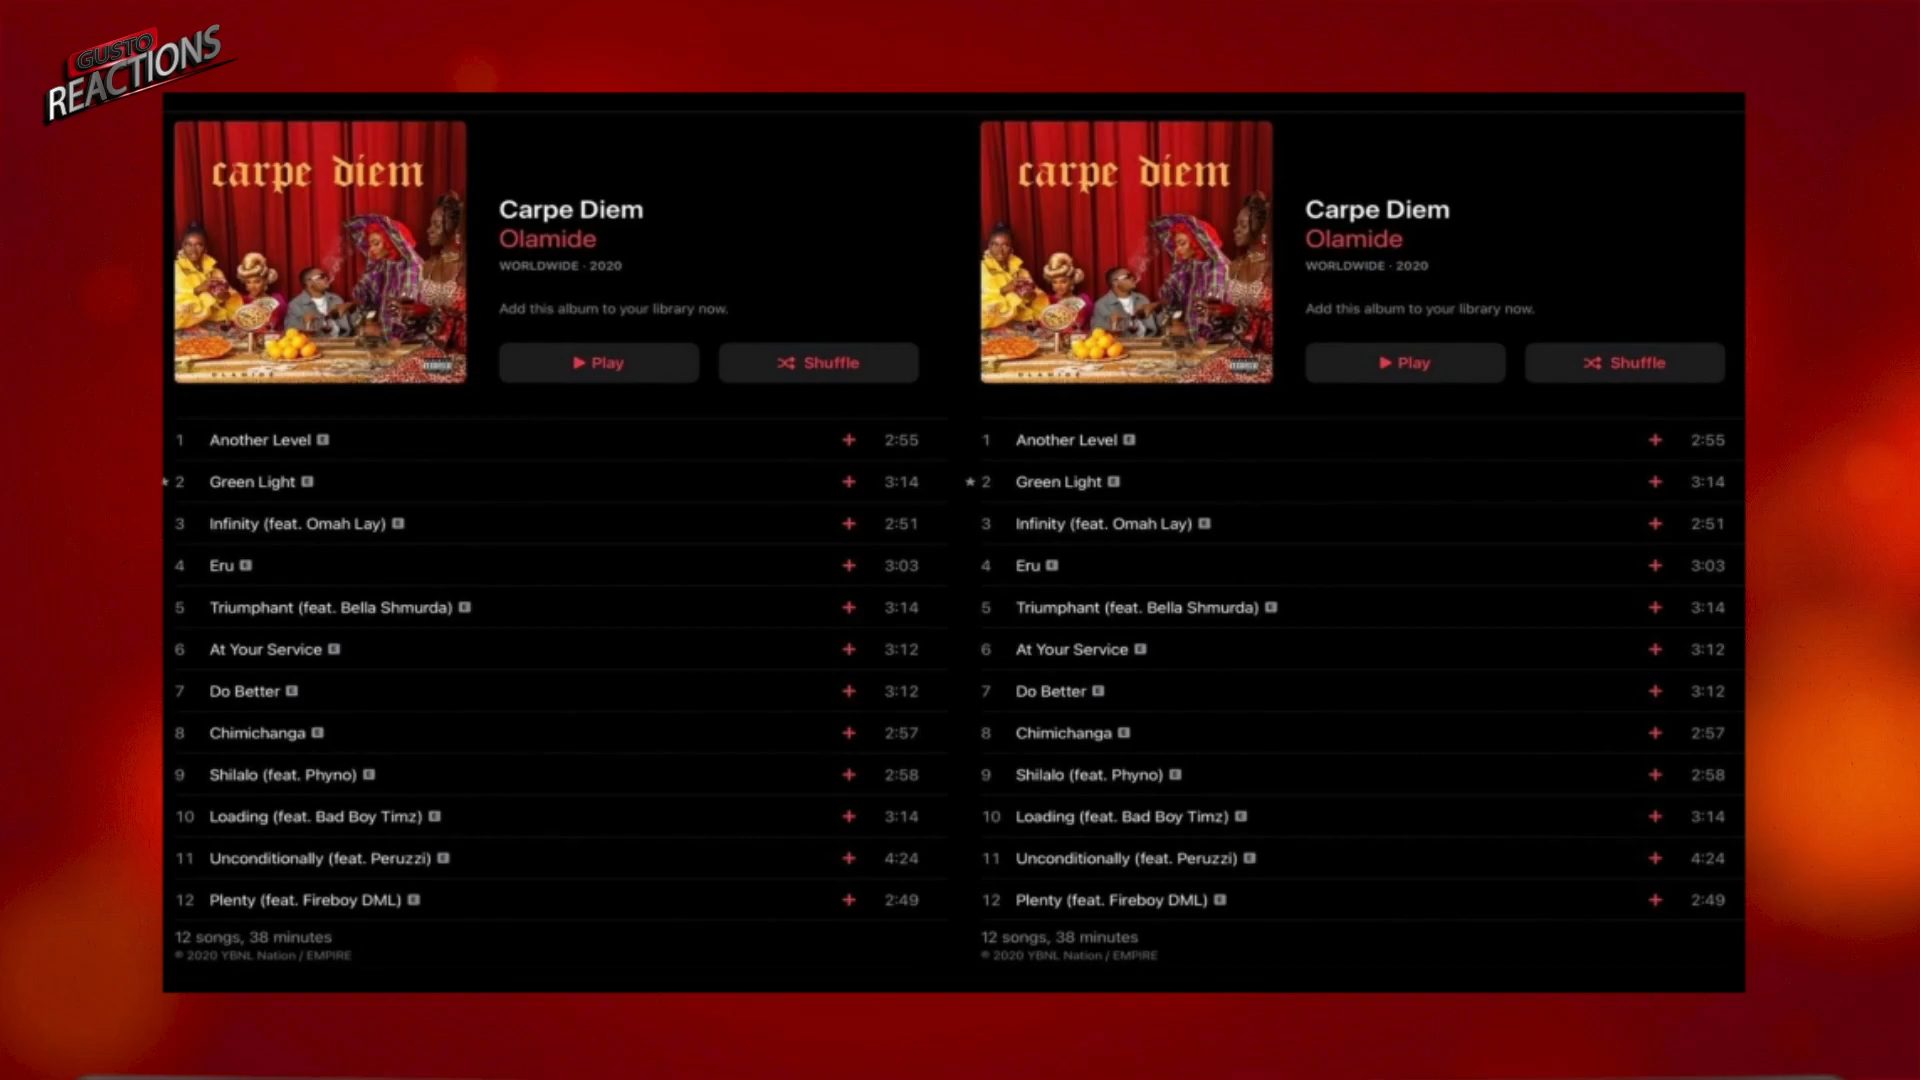 GUSTO
REACTIONS
carpe diem
OLAMIDE
Carpe Diem
Olamide
WORLDWIDE · 2020
Add this album to your library now.
Play
Shuffle
1 Another Level E + 2:55
★ 2 Green Light E + 3:14
3 Infinity (feat. Omah Lay) E + 2:51
4 Eru E + 3:03
5 Triumphant (feat. Bella Shmurda) E + 3:14
6 At Your Service E + 3:12
7 Do Better E + 3:12
8 Chimichanga E + 2:57
9 Shilalo (feat. Phyno) E + 2:58
10 Loading (feat. Bad Boy Timz) E + 3:14
11 Unconditionally (feat. Peruzzi) E + 4:24
12 Plenty (feat. Fireboy DML) E + 2:49
12 songs, 38 minutes
℗ 2020 YBNL Nation / EMPIRE
carpe diem
OLAMIDE
Carpe Diem
Olamide
WORLDWIDE · 2020
Add this album to your library now.
Play
Shuffle
1 Another Level E + 2:55
★ 2 Green Light E + 3:14
3 Infinity (feat. Omah Lay) E + 2:51
4 Eru E + 3:03
5 Triumphant (feat. Bella Shmurda) E + 3:14
6 At Your Service E + 3:12
7 Do Better E + 3:12
8 Chimichanga E + 2:57
9 Shilalo (feat. Phyno) E + 2:58
10 Loading (feat. Bad Boy Timz) E + 3:14
11 Unconditionally (feat. Peruzzi) E + 4:24
12 Plenty (feat. Fireboy DML) E + 2:49
12 songs, 38 minutes
℗ 2020 YBNL Nation / EMPIRE